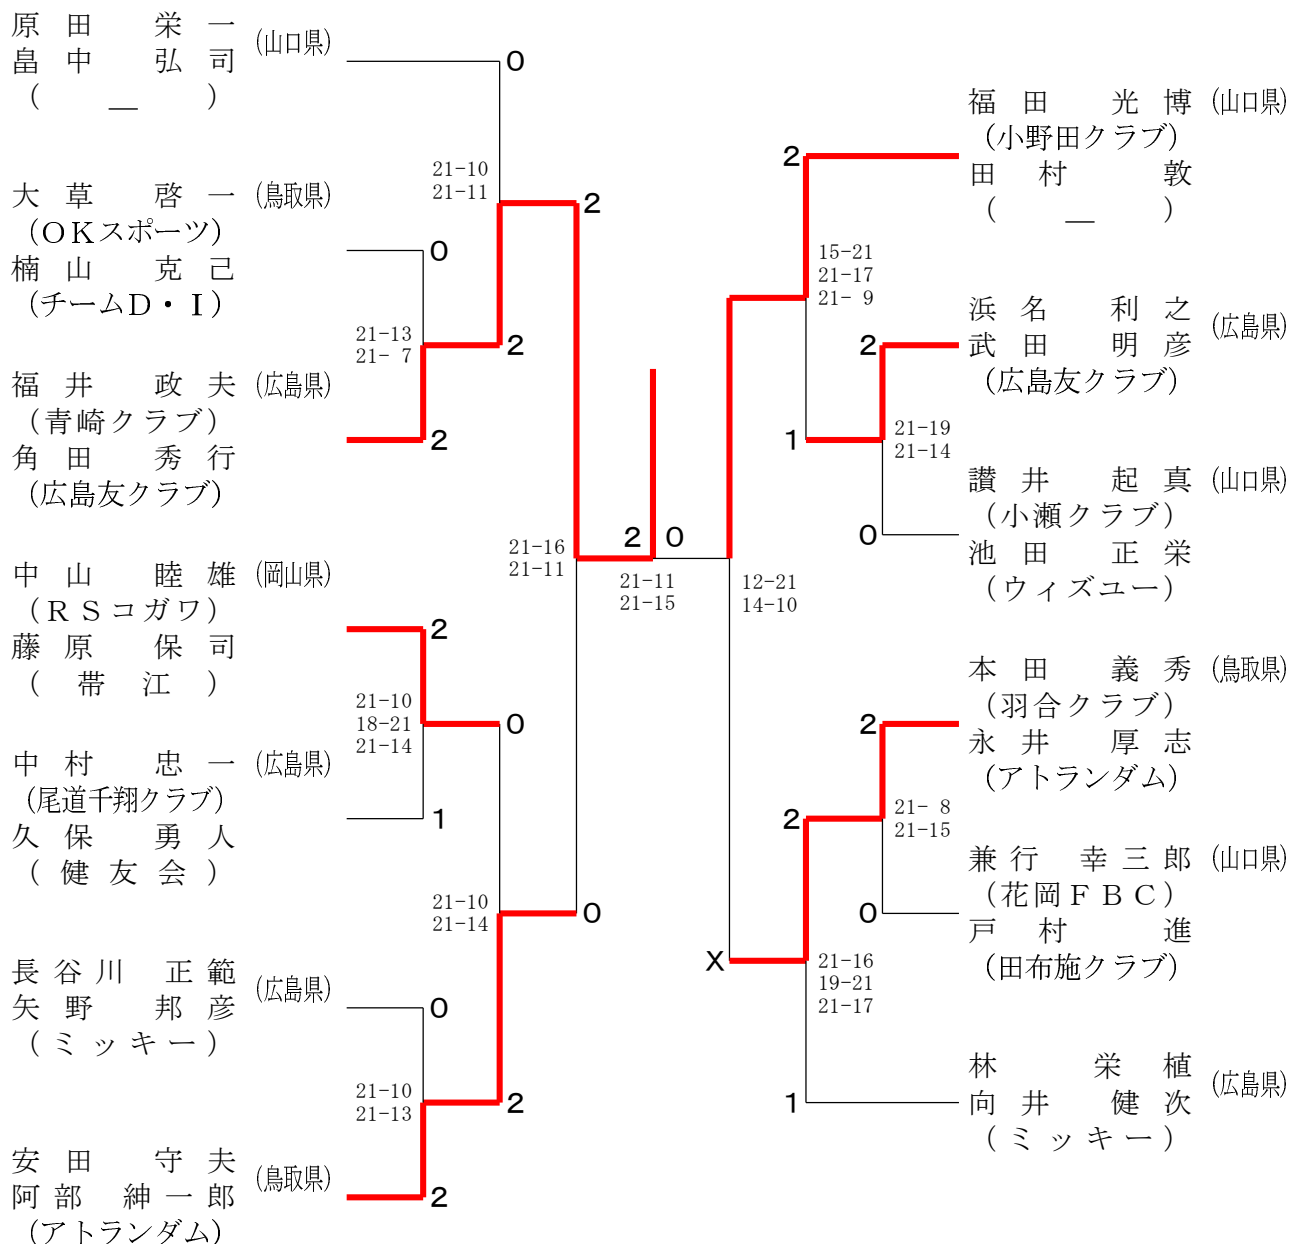 原田 栄一
畠中 弘司
(山口県)
( ― )
大草 啓一 (鳥取県)
(OKスポーツ)
楠山 克己
(チームD・I)
福井 政夫 (広島県)
(青崎クラブ)
角田 秀行
(広島友クラブ)
中山 睦雄 (岡山県)
(RSコガワ)
藤原 保司
(帯江)
中村 忠一 (広島県)
(尾道千翔クラブ)
久保 勇人
(健友会)
長谷川 正範
矢野 邦彦
(広島県)
(ミッキー)
安田 守夫
阿部 紳一郎
(鳥取県)
(アトランダム)
0
21-10
21-11
2
0
21-13
21- 7
2
2
2
21-10
18-21
21-14
0
1
21-10
21-14
0
0
21-10
21-13
2
2
21-16
21-11
2 0
21-11
21-15
12-21
14-10
2
15-21
21-17
21- 9
2
1
21-19
21-14
0
2
2
21- 8
21-15
0
X
21-16
19-21
21-17
1
福田 光博 (山口県)
(小野田クラブ)
田村 敦
( ― )
浜名 利之
武田 明彦
(広島県)
(広島友クラブ)
讃井 起真 (山口県)
(小瀬クラブ)
池田 正栄
(ウィズユー)
本田 義秀 (鳥取県)
(羽合クラブ)
永井 厚志
(アトランダム)
兼行 幸三郎 (山口県)
(花岡FBC)
戸村 進
(田布施クラブ)
林 栄植
向井 健次
(広島県)
(ミッキー)